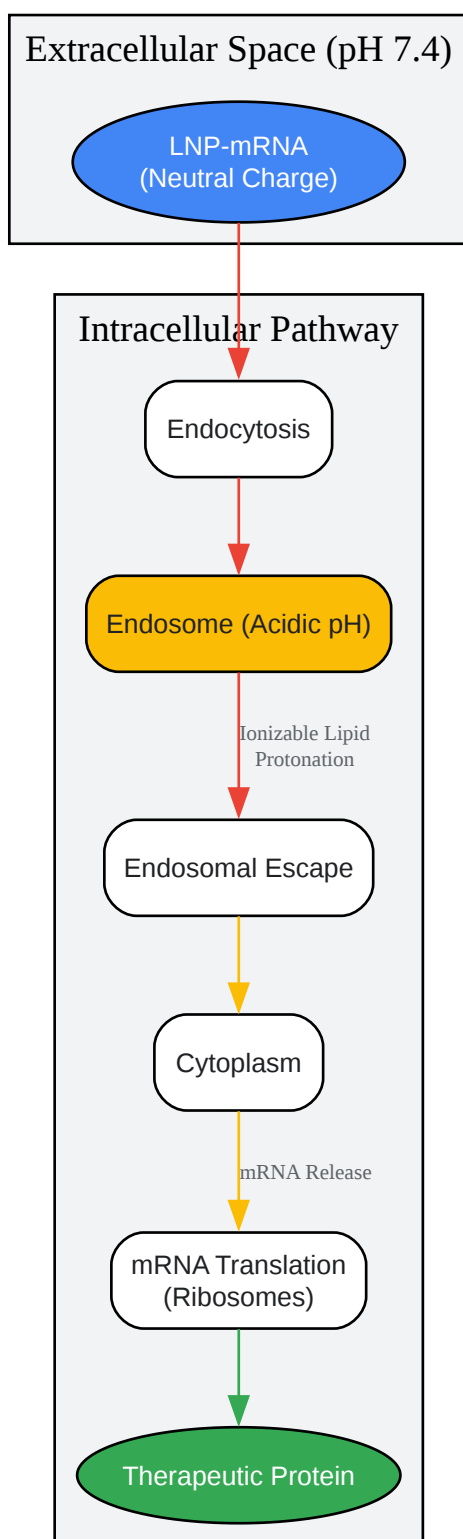 Extracellular Space (pH 7.4)
LNP-mRNA
(Neutral Charge)
Intracellular Pathway
Endocytosis
Endosome (Acidic pH)
Ionizable Lipid
Protonation
Endosomal Escape
Cytoplasm
mRNA Release
mRNA Translation
(Ribosomes)
Therapeutic Protein